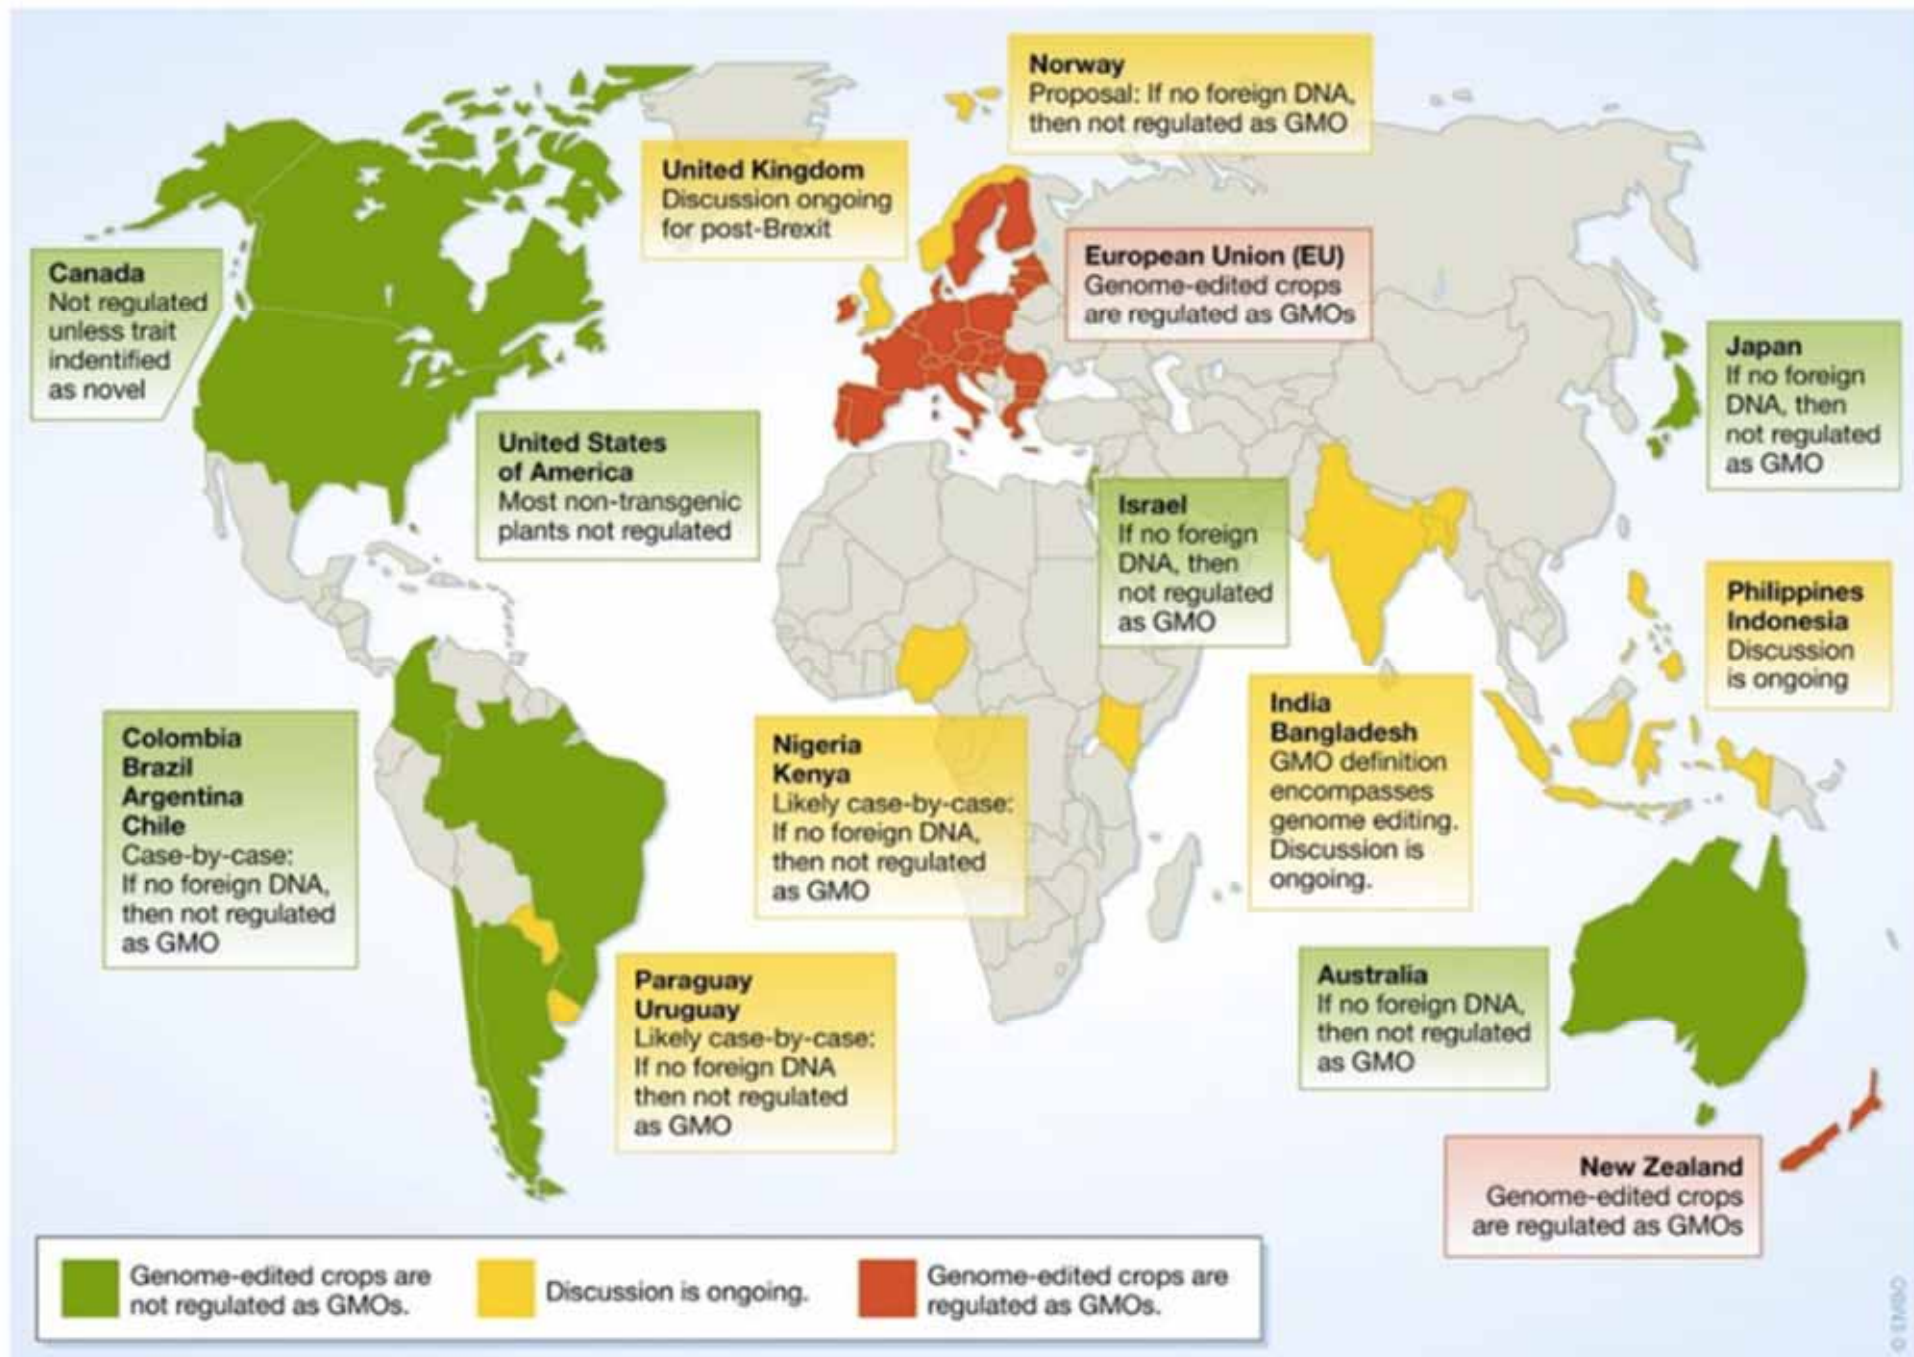 Norway
Proposal: If no foreign DNA,
then not regulated as GMO
United Kingdom
Discussion ongoing
for post-Brexit
European Union (EU)
Genome-edited crops
are regulated as GMOs
Canada
Not regulated
unless trait
indentified
as novel
Japan
If no foreign
DNA, then
not regulated
as GMO
United States
of America
Most non-transgenic
plants not regulated
Israel
If no foreign
DNA, then
not regulated
as GMO
Philippines
Indonesia
Discussion
is ongoing
Colombia
Brazil
Argentina
Chile
Case-by-case:
If no foreign DNA,
then not regulated
as GMO
Nigeria
Kenya
Likely case-by-case:
If no foreign DNA,
then not regulated
as GMO
India
Bangladesh
GMO definition
encompasses
genome editing.
Discussion is
ongoing.
Paraguay
Uruguay
Likely case-by-case:
If no foreign DNA
then not regulated
as GMO
Australia
If no foreign DNA,
then not regulated
as GMO
New Zealand
Genome-edited crops
are regulated as GMOs
Genome-edited crops are
not regulated as GMOs.
Discussion is ongoing.
Genome-edited crops are
regulated as GMOs.